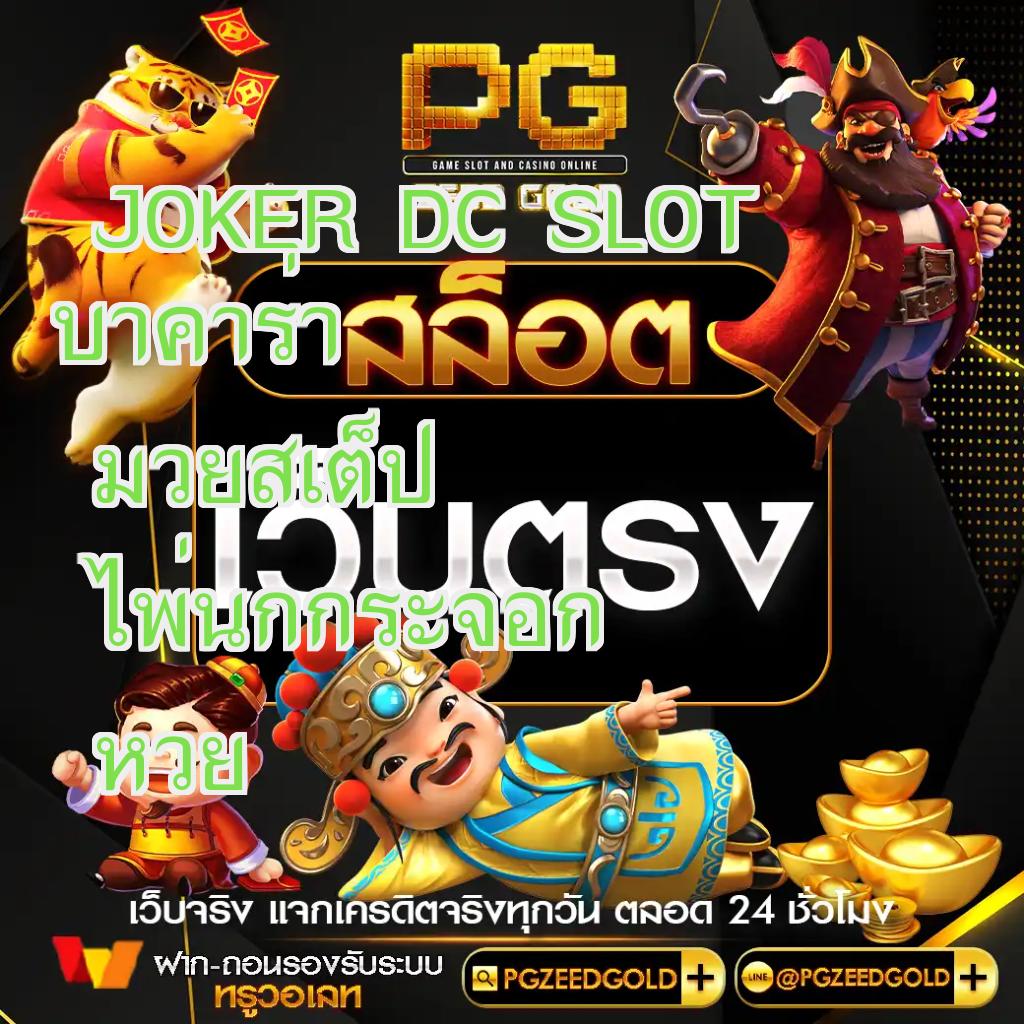 PG
GAME SLOT AND CASINO ONLINE
JOKER DC SLOT
บาคาร่า
สล็อต
มวยสเต็ป
เว็บตรง
ไพ่นกกระจอก
หวย
เว็บจริง แจกเครดิตจริงทุกวัน ตลอด 24 ชั่วโมง
ฝาก-ถอนรองรับระบบ
ทรูวอเลท
PGZEEDGOLD +
LINE @PGZEEDGOLD +